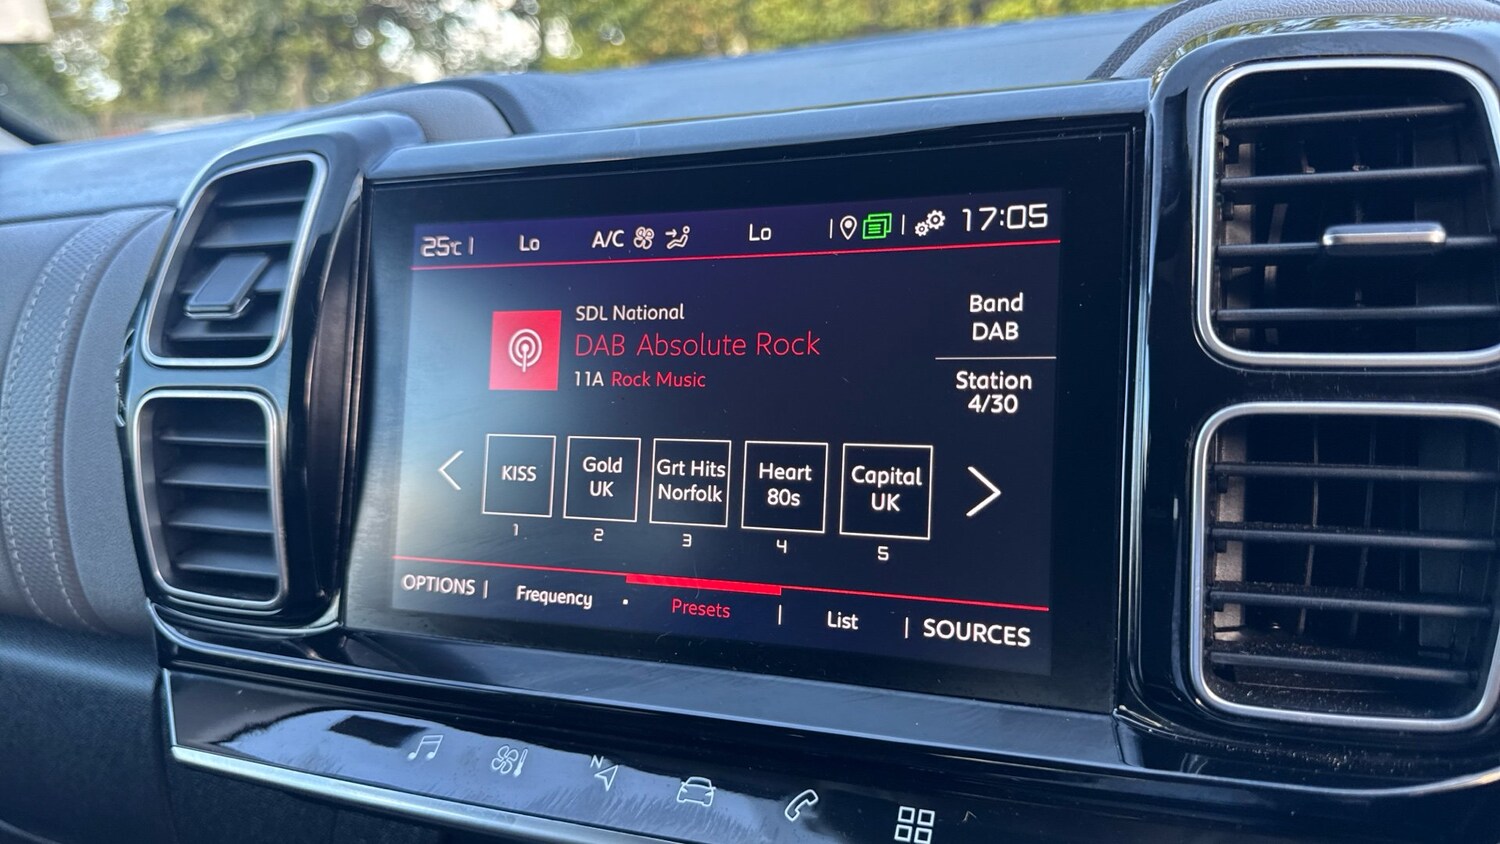 25°C
Lo
A/C
Lo
17:05
SDL National
DAB Absolute Rock
11A Rock Music
Band
DAB
Station
4/30
KISS
Gold
UK
Grt Hits
Norfolk
Heart
80s
Capital
UK
1
2
3
4
5
OPTIONS
Frequency
Presets
List
SOURCES
N